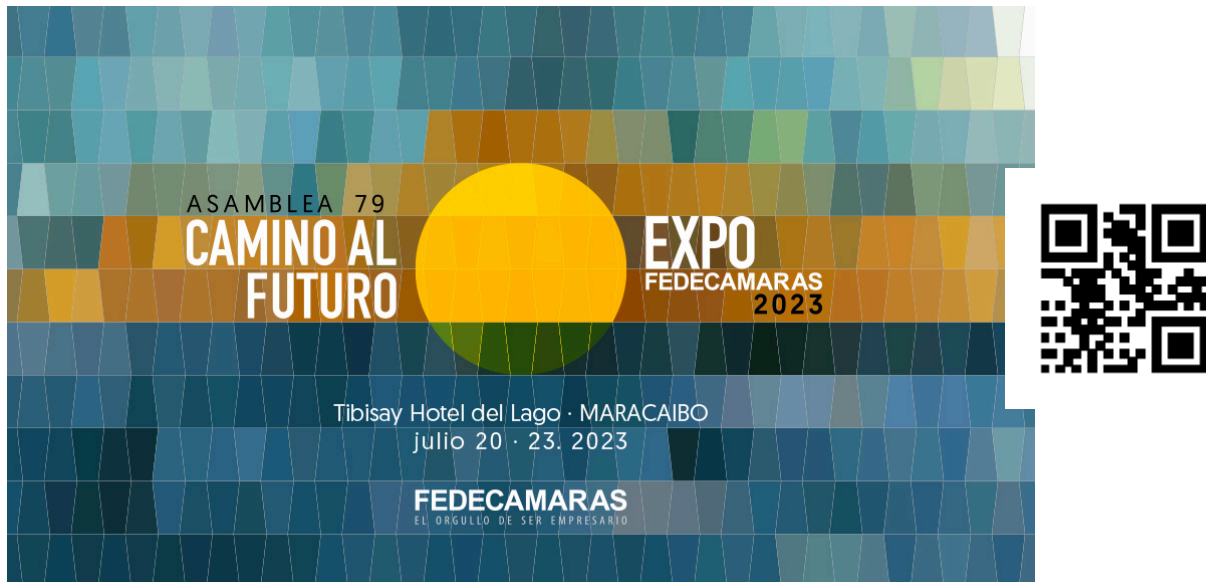 ASAMBLEA 79
CAMINO AL
FUTURO
EXPO
FEDECAMARAS
2023
Tibisay Hotel del Lago · MARACAIBO
julio 20 · 23. 2023
FEDECAMARAS
EL ORGULLO DE SER EMPRESARIO